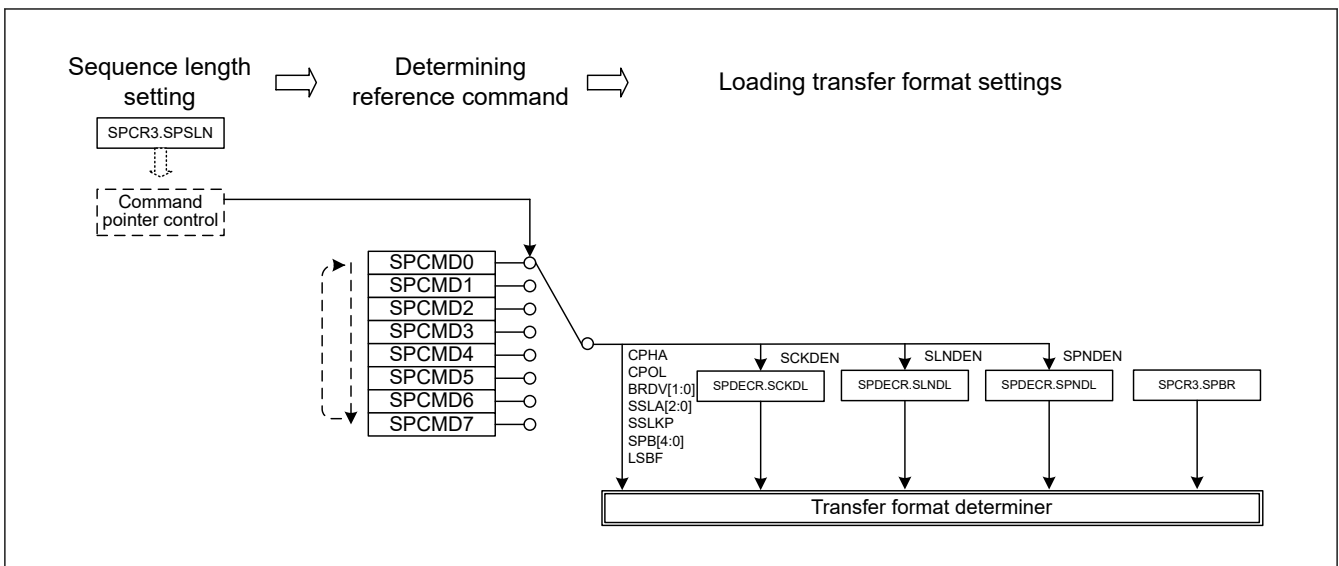 Sequence length
setting
Determining
reference command
Loading transfer format settings
SPCR3.SPSLN
Command
pointer control
SPCMD0
SPCMD1
SPCMD2
SPCMD3
SPCMD4
SPCMD5
SPCMD6
SPCMD7
CPHA
CPOL
BRDV[1:0]
SSLA[2:0]
SSLKP
SPB[4:0]
LSBF
SCKDEN
SLNDEN
SPNDEN
SPDECR.SCKDL
SPDECR.SLNDL
SPDECR.SPNDL
SPCR3.SPBR
Transfer format determiner